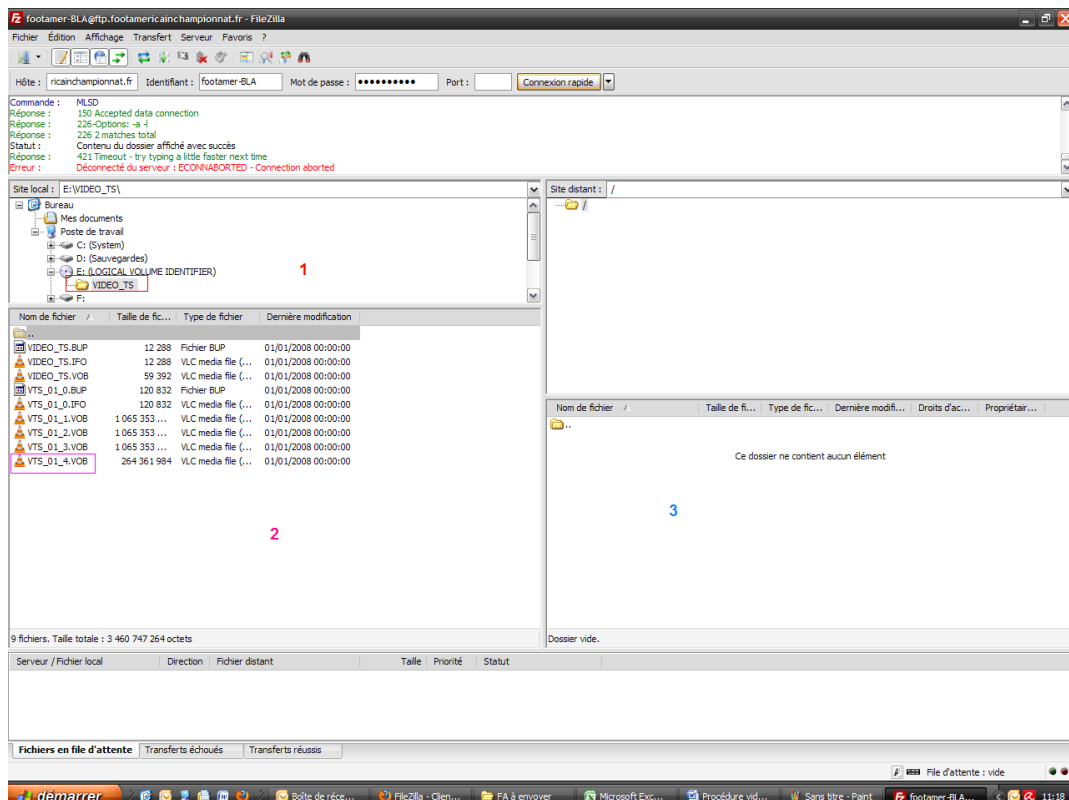 footamer-BLA@ftp.footamericainchampionnat.fr - FileZilla
Fichier Édition Affichage Transfert Serveur Favoris ?
Hôte : ricainchampionnat.fr Identifiant : footamer-BLA Mot de passe : •••••••••• Port : Connexion rapide
Commande : MLSD
Réponse : 150 Accepted data connection
Réponse : 226-Options: -a -l
Réponse : 226 2 matches total
Statut : Contenu du dossier affiché avec succès
Réponse : 421 Timeout - try typing a little faster next time
Erreur : Déconnecté du serveur : ECONNABORTED - Connection aborted
Site local : E:\VIDEO_TS\
Bureau
Mes documents
Poste de travail
C: (System)
D: (Sauvegardes)
E: (LOGICAL VOLUME IDENTIFIER)
VIDEO_TS
F:
1
Nom de fichier Taille de fic... Type de fichier Dernière modification
..
VIDEO_TS.BUP 12 288 Fichier BUP 01/01/2008 00:00:00
VIDEO_TS.IFO 12 288 VLC media file (... 01/01/2008 00:00:00
VIDEO_TS.VOB 59 392 VLC media file (... 01/01/2008 00:00:00
VTS_01_0.BUP 120 832 Fichier BUP 01/01/2008 00:00:00
VTS_01_0.IFO 120 832 VLC media file (... 01/01/2008 00:00:00
VTS_01_1.VOB 1 065 353 ... VLC media file (... 01/01/2008 00:00:00
VTS_01_2.VOB 1 065 353 ... VLC media file (... 01/01/2008 00:00:00
VTS_01_3.VOB 1 065 353 ... VLC media file (... 01/01/2008 00:00:00
VTS_01_4.VOB 264 361 984 VLC media file (... 01/01/2008 00:00:00
2
9 fichiers. Taille totale : 3 460 747 264 octets
Site distant : /
/
Nom de fichier Taille de fi... Type de fic... Dernière modifi... Droits d'ac... Propriétair...
..
Ce dossier ne contient aucun élément
3
Dossier vide.
Serveur / Fichier local Direction Fichier distant Taille Priorité Statut
Fichiers en file d'attente Transferts échoués Transferts réussis
File d'attente : vide
démarrer Boîte de réce... FileZilla - Clien... FA à envoyer Microsoft Exc... Procédure vid... Sans titre - Paint footamer-BLA... 11:18